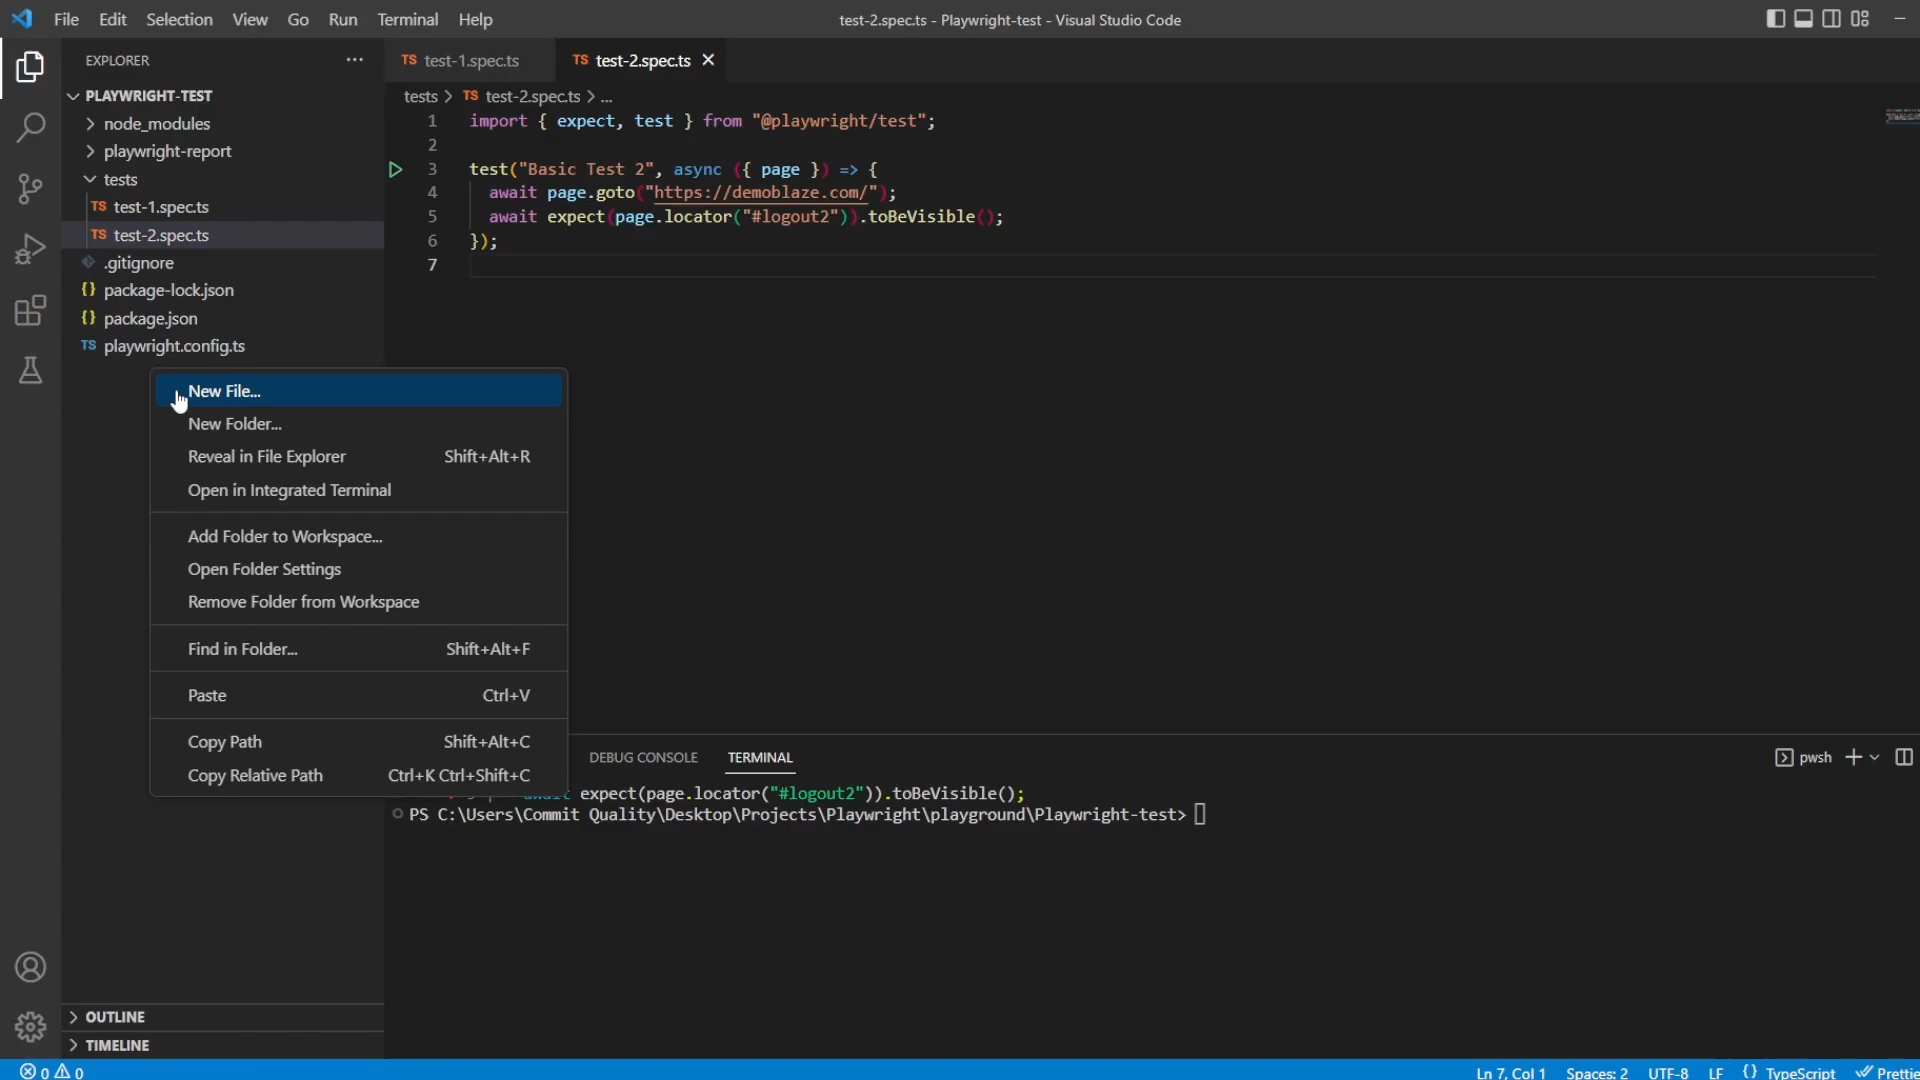 File Edit Selection View Go Run Terminal Help
test-2.spec.ts - Playwright-test - Visual Studio Code
EXPLORER
PLAYWRIGHT-TEST
node_modules
playwright-report
tests
TS test-1.spec.ts
TS test-2.spec.ts
.gitignore
{} package-lock.json
{} package.json
TS playwright.config.ts
TS test-1.spec.ts
TS test-2.spec.ts
tests > TS test-2.spec.ts > ...
1 import { expect, test } from "@playwright/test";
2
3 test("Basic Test 2", async ({ page }) => {
4 await page.goto("https://demoblaze.com/");
5 await expect(page.locator("#logout2")).toBeVisible();
6 });
7
New File...
New Folder...
Reveal in File Explorer Shift+Alt+R
Open in Integrated Terminal
Add Folder to Workspace...
Open Folder Settings
Remove Folder from Workspace
Find in Folder... Shift+Alt+F
Paste Ctrl+V
Copy Path Shift+Alt+C
Copy Relative Path Ctrl+K Ctrl+Shift+C
DEBUG CONSOLE TERMINAL
pwsh
expect(page.locator("#logout2")).toBeVisible();
PS C:\Users\Commit Quality\Desktop\Projects\Playwright\playground\Playwright-test>
OUTLINE
TIMELINE
0 0
Ln 7, Col 1 Spaces: 2 UTF-8 LF {} TypeScript Prettie